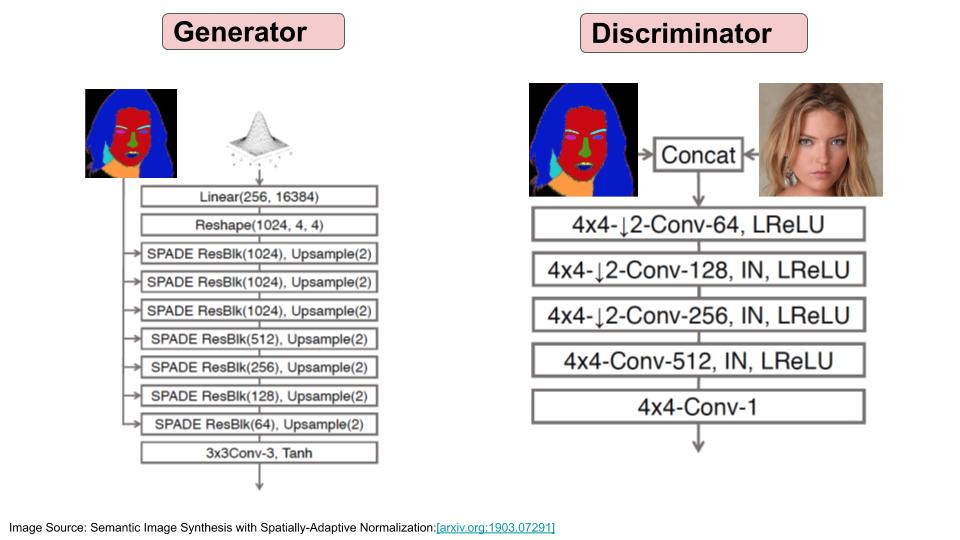 Generator
Discriminator
Linear(256, 16384)
Reshape(1024, 4, 4)
SPADE ResBlk(1024), Upsample(2)
SPADE ResBlk(1024), Upsample(2)
SPADE ResBlk(1024), Upsample(2)
SPADE ResBlk(512), Upsample(2)
SPADE ResBlk(256), Upsample(2)
SPADE ResBlk(128), Upsample(2)
SPADE ResBlk(64), Upsample(2)
3x3Conv-3, Tanh
Concat
4x4-↓2-Conv-64, LReLU
4x4-↓2-Conv-128, IN, LReLU
4x4-↓2-Conv-256, IN, LReLU
4x4-Conv-512, IN, LReLU
4x4-Conv-1
Image Source: Semantic Image Synthesis with Spatially-Adaptive Normalization:[arxiv.org:1903.07291]